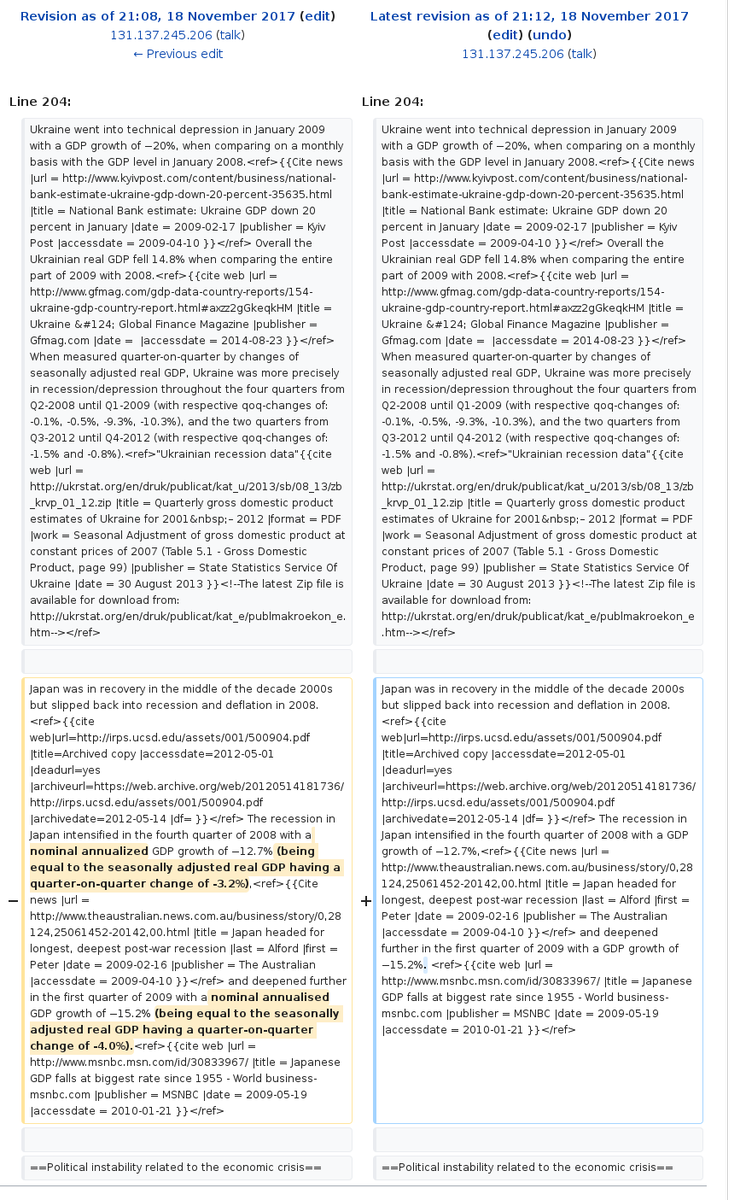 Revision as of 21:08, 18 November 2017 (edit)
131.137.245.206 (talk)
← Previous edit
Latest revision as of 21:12, 18 November 2017
(edit) (undo)
131.137.245.206 (talk)
Line 204:
Ukraine went into technical depression in January 2009
with a GDP growth of −20%, when comparing on a monthly
basis with the GDP level in January 2008.<ref>{{Cite news
|url = http://www.kyivpost.com/content/business/national-
bank-estimate-ukraine-gdp-down-20-percent-35635.html
|title = National Bank estimate: Ukraine GDP down 20
percent in January |date = 2009-02-17 |publisher = Kyiv
Post |accessdate = 2009-04-10 }}</ref> Overall the
Ukrainian real GDP fell 14.8% when comparing the entire
part of 2009 with 2008.<ref>{{cite web |url =
http://www.gfmag.com/gdp-data-country-reports/154-
ukraine-gdp-country-report.html#axzz2gGkeqkHM |title =
Ukraine &#124; Global Finance Magazine |publisher =
Gfmag.com |date =  |accessdate = 2014-08-23 }}</ref>
When measured quarter-on-quarter by changes of
seasonally adjusted real GDP, Ukraine was more precisely
in recession/depression throughout the four quarters from
Q2-2008 until Q1-2009 (with respective qoq-changes of:
-0.1%, -0.5%, -9.3%, -10.3%), and the two quarters from
Q3-2012 until Q4-2012 (with respective qoq-changes of:
-1.5% and -0.8%).<ref>"Ukrainian recession data"{{cite
web |url =
http://ukrstat.org/en/druk/publicat/kat_u/2013/sb/08_13/zb
_krvp_01_12.zip |title = Quarterly gross domestic product
estimates of Ukraine for 2001&nbsp;– 2012 |format = PDF
|work = Seasonal Adjustment of gross domestic product at
constant prices of 2007 (Table 5.1 - Gross Domestic
Product, page 99) |publisher = State Statistics Service Of
Ukraine |date = 30 August 2013 }}<!--The latest Zip file is
available for download from:
http://ukrstat.org/en/druk/publicat/kat_e/publmakroekon_e.
htm--></ref>
−
Japan was in recovery in the middle of the decade 2000s
but slipped back into recession and deflation in 2008.
<ref>{{cite
web|url=http://irps.ucsd.edu/assets/001/500904.pdf
|title=Archived copy |accessdate=2012-05-01
|deadurl=yes
|archiveurl=https://web.archive.org/web/20120514181736/
http://irps.ucsd.edu/assets/001/500904.pdf
|archivedate=2012-05-14 |df= }}</ref> The recession in
Japan intensified in the fourth quarter of 2008 with a
nominal annualized GDP growth of −12.7% (being
equal to the seasonally adjusted real GDP having a
quarter-on-quarter change of -3.2%),<ref>{{Cite
news |url =
http://www.theaustralian.news.com.au/business/story/0,28
124,25061452-20142,00.html |title = Japan headed for
longest, deepest post-war recession |last = Alford |first =
Peter |date = 2009-02-16 |publisher = The Australian
|accessdate = 2009-04-10 }}</ref> and deepened further
in the first quarter of 2009 with a nominal annualised
GDP growth of −15.2% (being equal to the seasonally
adjusted real GDP having a quarter-on-quarter
change of -4.0%).<ref>{{cite web |url =
http://www.msnbc.msn.com/id/30833967/ |title = Japanese
GDP falls at biggest rate since 1955 - World business-
msnbc.com |publisher = MSNBC |date = 2009-05-19
|accessdate = 2010-01-21 }}</ref>
==Political instability related to the economic crisis==
Line 204:
Ukraine went into technical depression in January 2009
with a GDP growth of −20%, when comparing on a monthly
basis with the GDP level in January 2008.<ref>{{Cite news
|url = http://www.kyivpost.com/content/business/national-
bank-estimate-ukraine-gdp-down-20-percent-35635.html
|title = National Bank estimate: Ukraine GDP down 20
percent in January |date = 2009-02-17 |publisher = Kyiv
Post |accessdate = 2009-04-10 }}</ref> Overall the
Ukrainian real GDP fell 14.8% when comparing the entire
part of 2009 with 2008.<ref>{{cite web |url =
http://www.gfmag.com/gdp-data-country-reports/154-
ukraine-gdp-country-report.html#axzz2gGkeqkHM |title =
Ukraine &#124; Global Finance Magazine |publisher =
Gfmag.com |date =  |accessdate = 2014-08-23 }}</ref>
When measured quarter-on-quarter by changes of
seasonally adjusted real GDP, Ukraine was more precisely
in recession/depression throughout the four quarters from
Q2-2008 until Q1-2009 (with respective qoq-changes of:
-0.1%, -0.5%, -9.3%, -10.3%), and the two quarters from
Q3-2012 until Q4-2012 (with respective qoq-changes of:
-1.5% and -0.8%).<ref>"Ukrainian recession data"{{cite
web |url =
http://ukrstat.org/en/druk/publicat/kat_u/2013/sb/08_13/zb
_krvp_01_12.zip |title = Quarterly gross domestic product
estimates of Ukraine for 2001&nbsp;– 2012 |format = PDF
|work = Seasonal Adjustment of gross domestic product at
constant prices of 2007 (Table 5.1 - Gross Domestic
Product, page 99) |publisher = State Statistics Service Of
Ukraine |date = 30 August 2013 }}<!--The latest Zip file is
available for download from:
http://ukrstat.org/en/druk/publicat/kat_e/publmakroekon_e
.htm--></ref>
+
Japan was in recovery in the middle of the decade 2000s
but slipped back into recession and deflation in 2008.
<ref>{{cite
web|url=http://irps.ucsd.edu/assets/001/500904.pdf
|title=Archived copy |accessdate=2012-05-01
|deadurl=yes
|archiveurl=https://web.archive.org/web/20120514181736/
http://irps.ucsd.edu/assets/001/500904.pdf
|archivedate=2012-05-14 |df= }}</ref> The recession in
Japan intensified in the fourth quarter of 2008 with a GDP
growth of −12.7%,<ref>{{Cite news |url =
http://www.theaustralian.news.com.au/business/story/0,28
124,25061452-20142,00.html |title = Japan headed for
longest, deepest post-war recession |last = Alford |first =
Peter |date = 2009-02-16 |publisher = The Australian
|accessdate = 2009-04-10 }}</ref> and deepened
further in the first quarter of 2009 with a GDP growth of
−15.2%. <ref>{{cite web |url =
http://www.msnbc.msn.com/id/30833967/ |title = Japanese
GDP falls at biggest rate since 1955 - World business-
msnbc.com |publisher = MSNBC |date = 2009-05-19
|accessdate = 2010-01-21 }}</ref>
==Political instability related to the economic crisis==